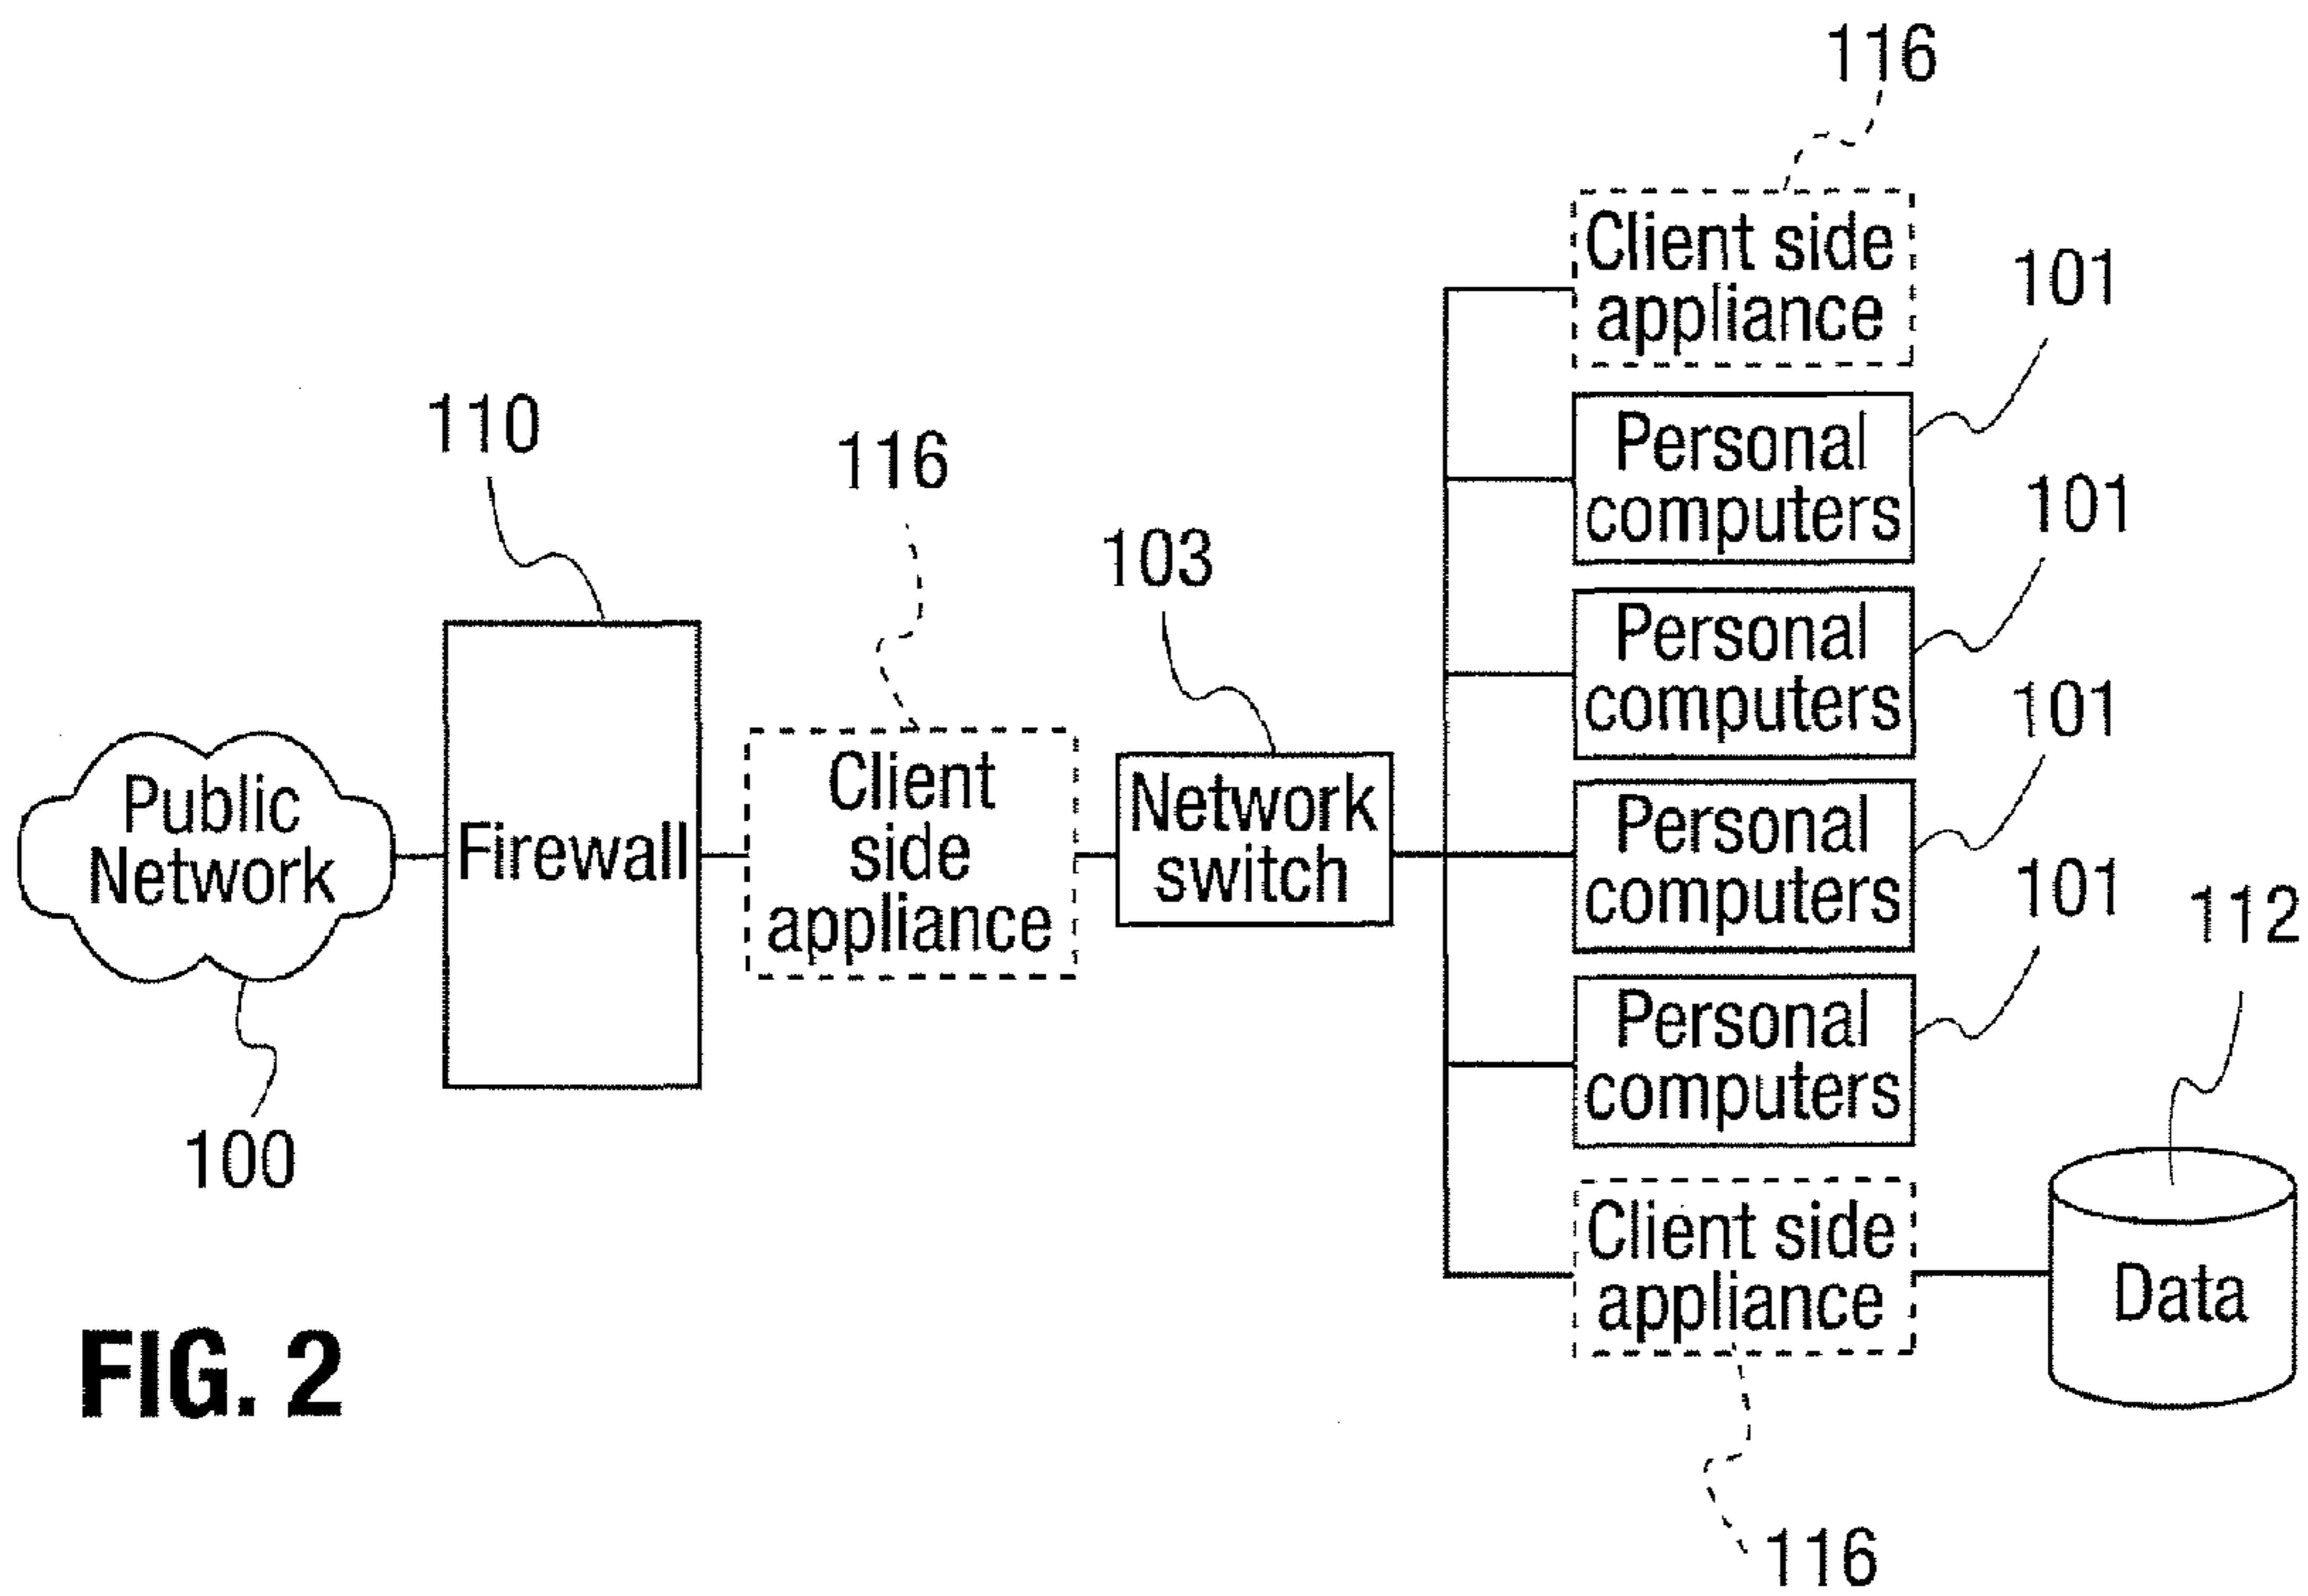 116
Client side
appliance
101
Personal
computers
110
116
101
103
Personal
computers
101
Public
Network
Firewall
Client
side
appliance
Network
switch
Personal
computers
101
112
Personal
computers
100
Client side
appliance
Data
FIG. 2
116